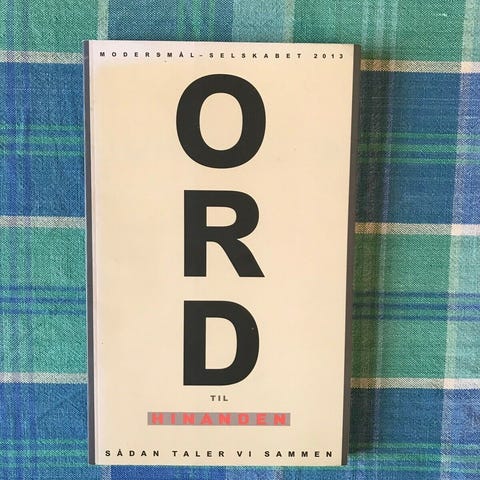 MODERSMÅL-SELSKABET 2013
O
R
D
TIL
HINANDEN
SÅDAN TALER VI SAMMEN